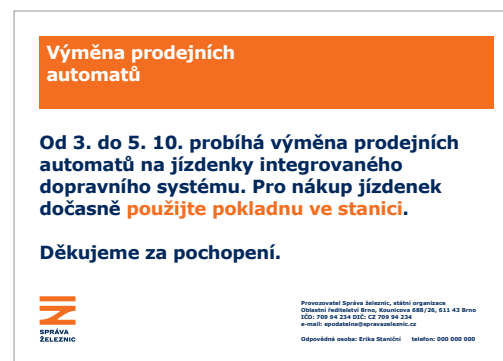 Výměna prodejních
automatů
Od 3. do 5. 10. probíhá výměna prodejních
automatů na jízdenky integrovaného
dopravního systému. Pro nákup jízdenek
dočasně použijte pokladnu ve stanici.
Děkujeme za pochopení.
SPRÁVA
ŽELEZNIC
Provozovatel Správa železnic, státní organizace
Oblastní ředitelství Brno, Kounicova 688/26, 611 43 Brno
IČO: 709 94 234 DIČ: CZ 709 94 234
e-mail: epodatelna@spravazeleznic.cz
Odpovědná osoba: Erika Staniční telefon: 000 000 000